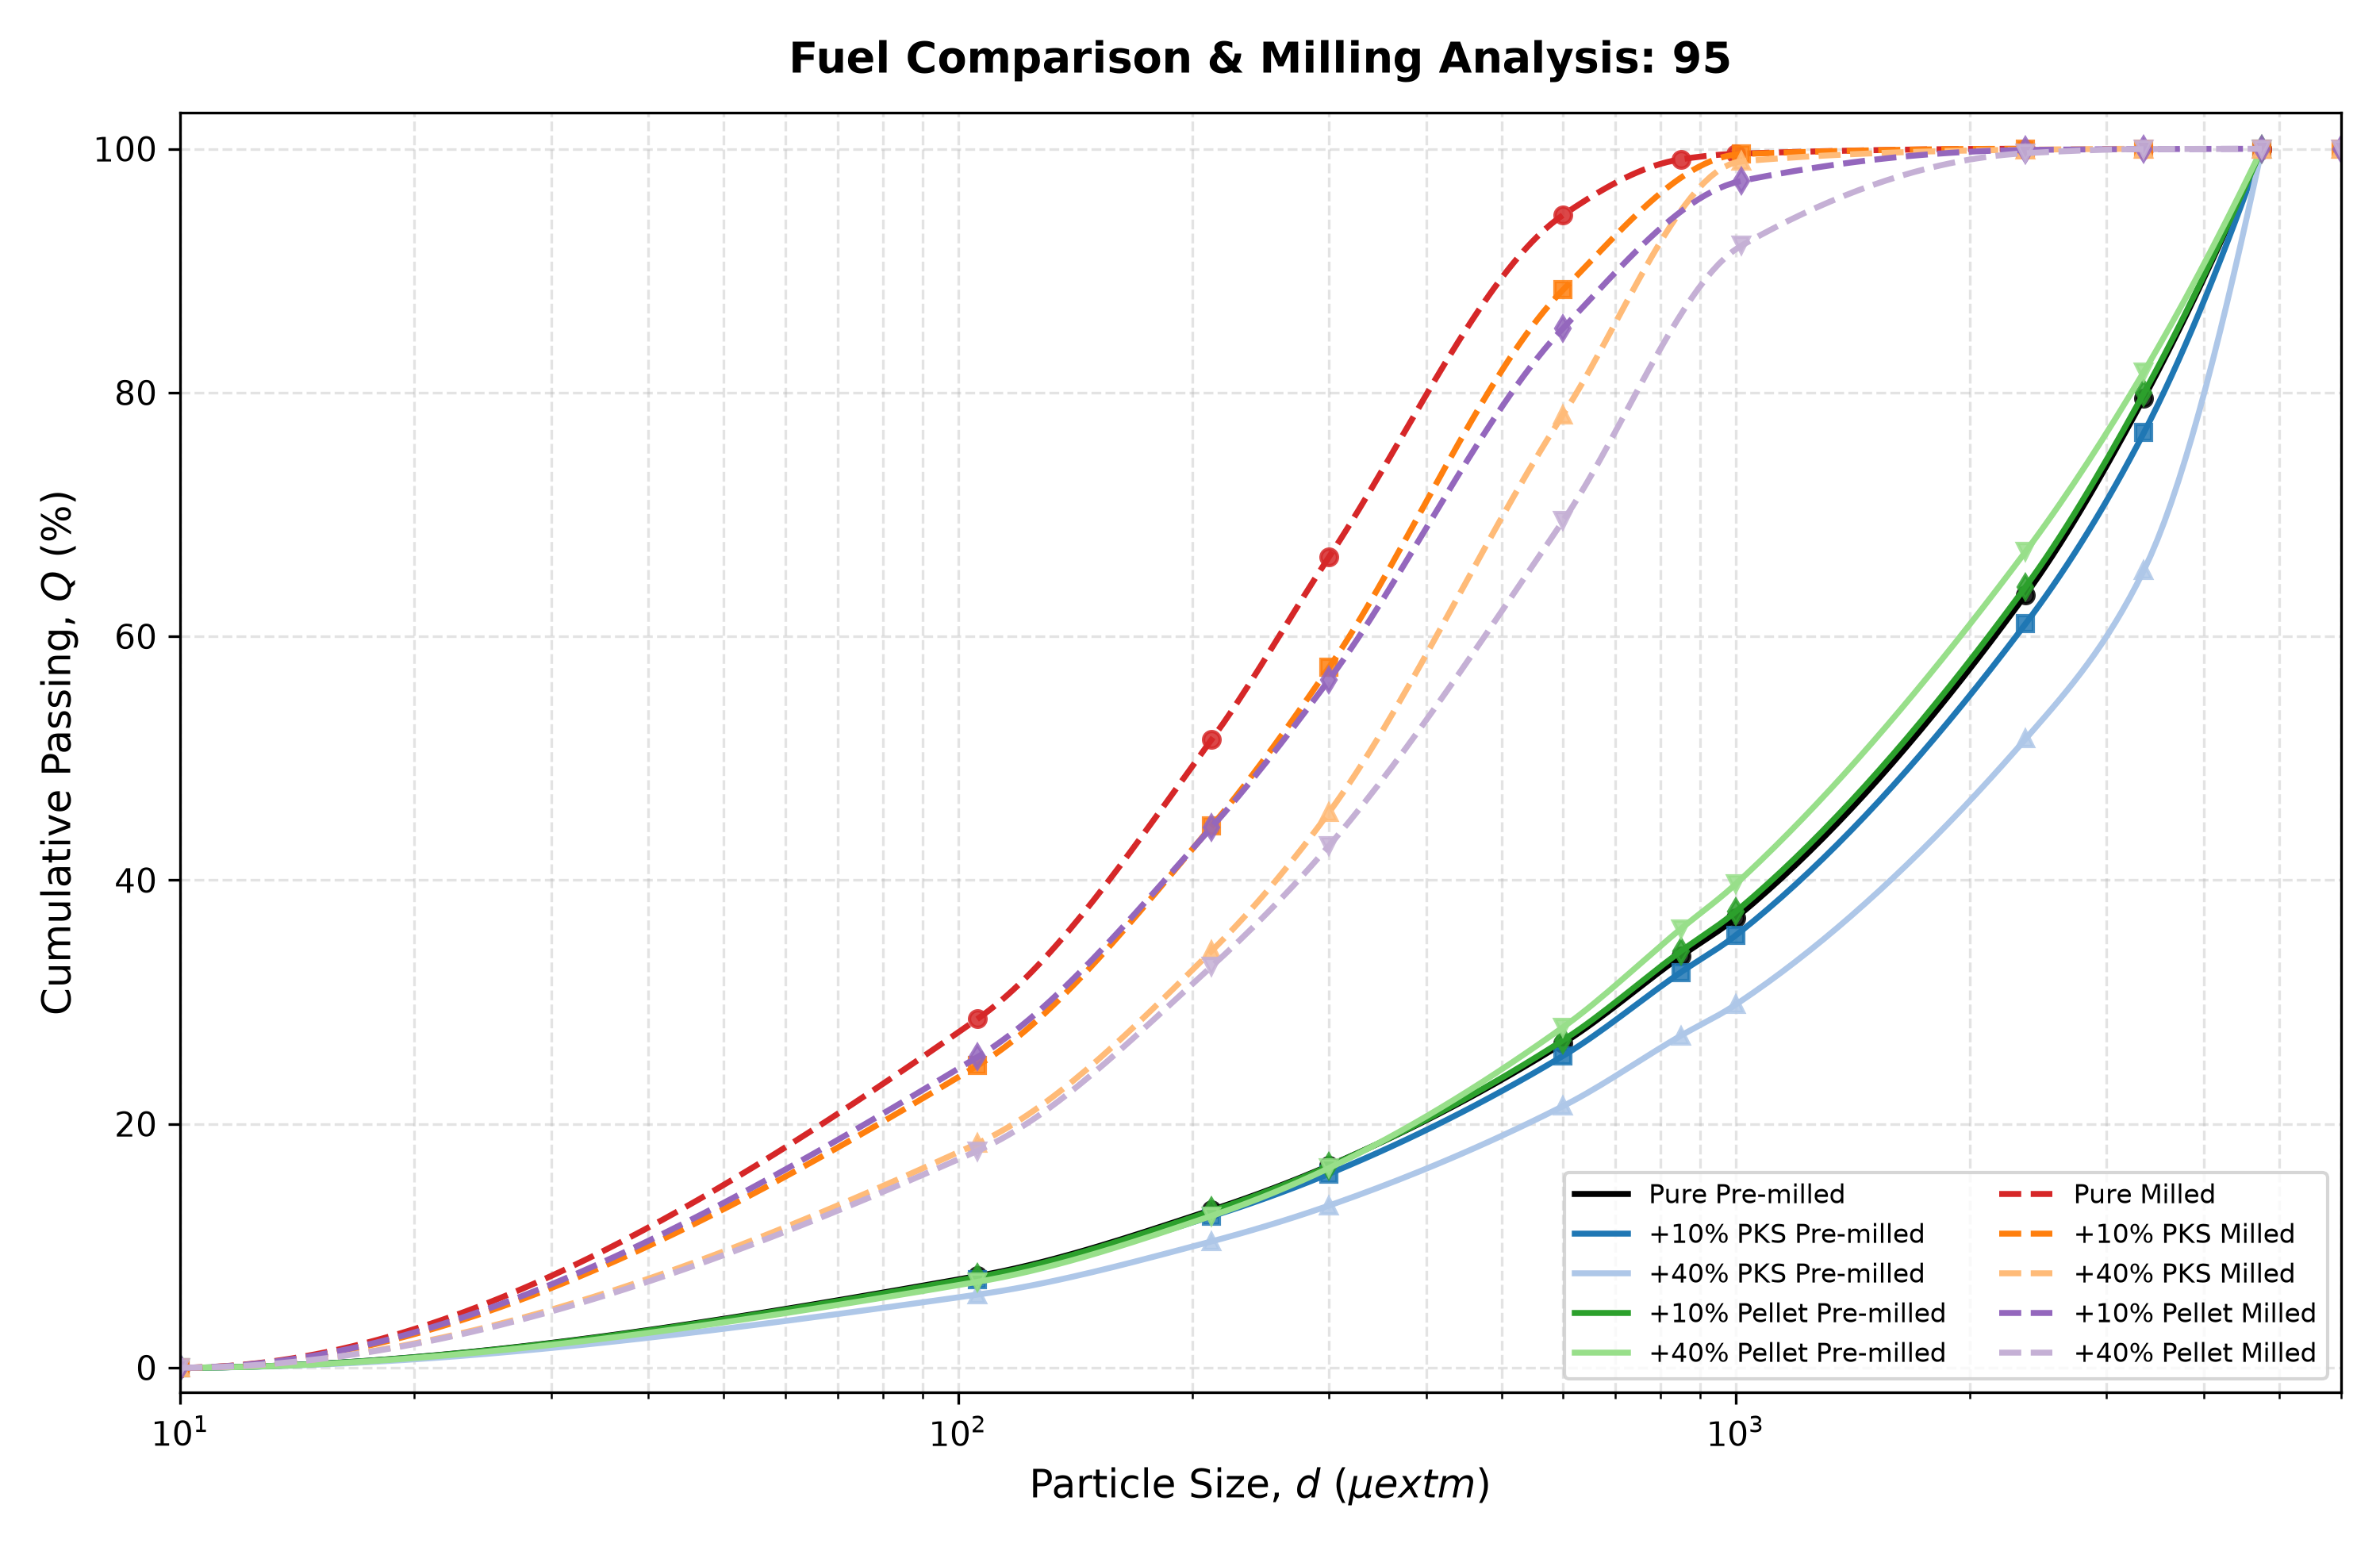 Fuel Comparison & Milling Analysis: 95
100
80
60
40
20
0
Cumulative Passing, Q (%)
10¹
10²
10³
Particle Size, d (μextm)
Pure Pre-milled
+10% PKS Pre-milled
+40% PKS Pre-milled
+10% Pellet Pre-milled
+40% Pellet Pre-milled
Pure Milled
+10% PKS Milled
+40% PKS Milled
+10% Pellet Milled
+40% Pellet Milled